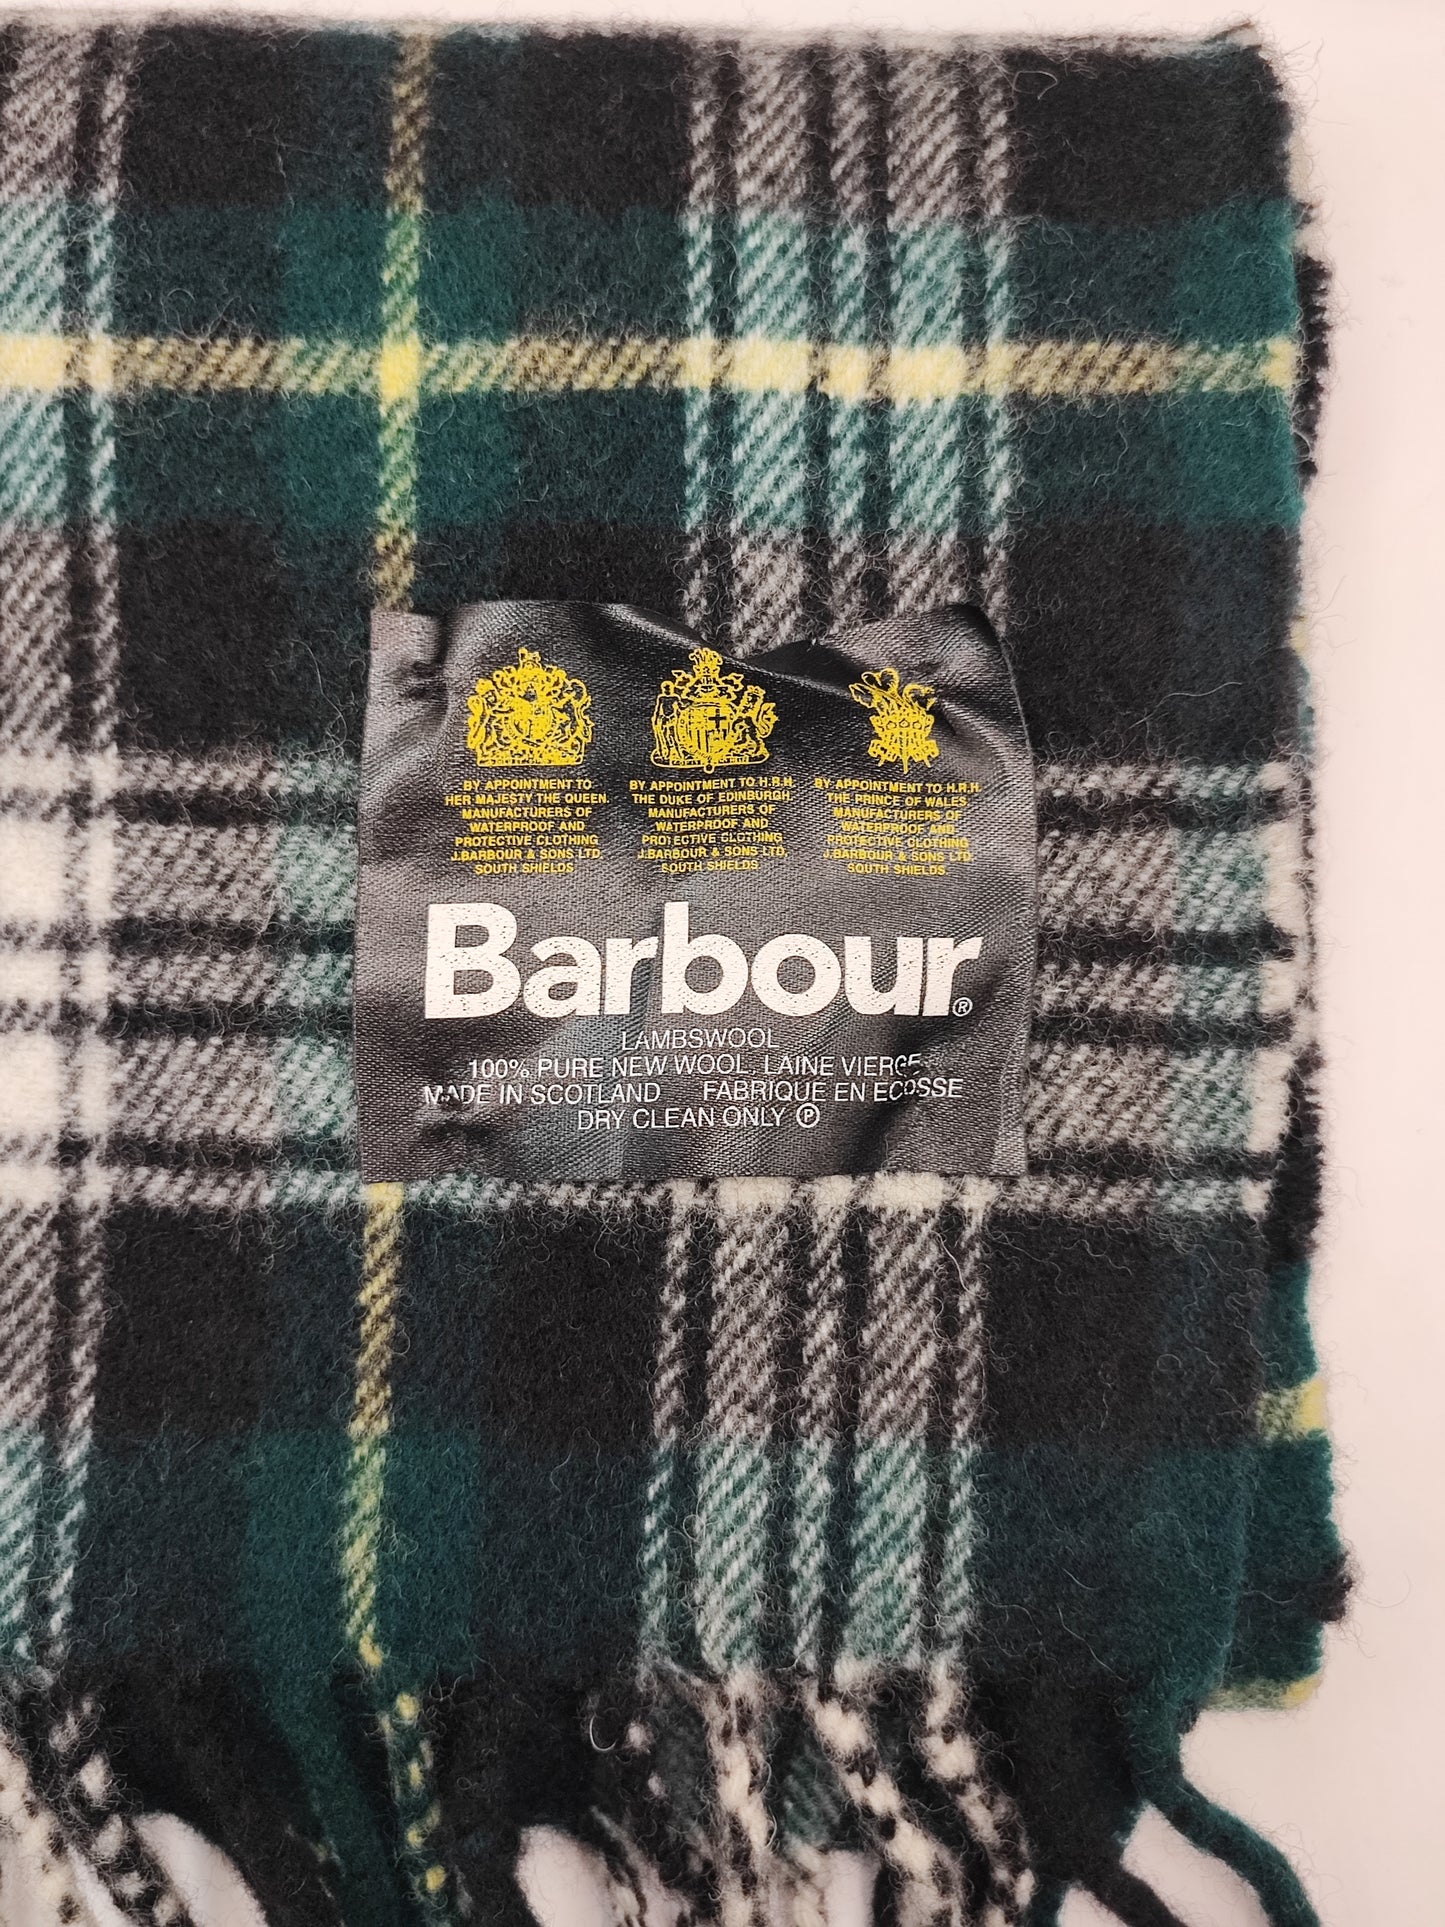 BY APPOINTMENT TO
HER MAJESTY THE QUEEN.
MANUFACTURERS OF
WATERPROOF AND
PROTECTIVE CLOTHING
J.BARBOUR & SONS LTD,
SOUTH SHIELDS
BY APPOINTMENT TO H.R.H.
THE DUKE OF EDINBURGH.
MANUFACTURERS OF
WATERPROOF AND
PROTECTIVE CLOTHING
J.BARBOUR & SONS LTD,
SOUTH SHIELDS
BY APPOINTMENT TO H.R.H.
THE PRINCE OF WALES
MANUFACTURERS OF
WATERPROOF AND
PROTECTIVE CLOTHING
J.BARBOUR & SONS LTD,
SOUTH SHIELDS
Barbour®
LAMBSWOOL
100% PURE NEW WOOL, LAINE VIERGE
MADE IN SCOTLAND FABRIQUE EN ECOSSE
DRY CLEAN ONLY Ⓟ